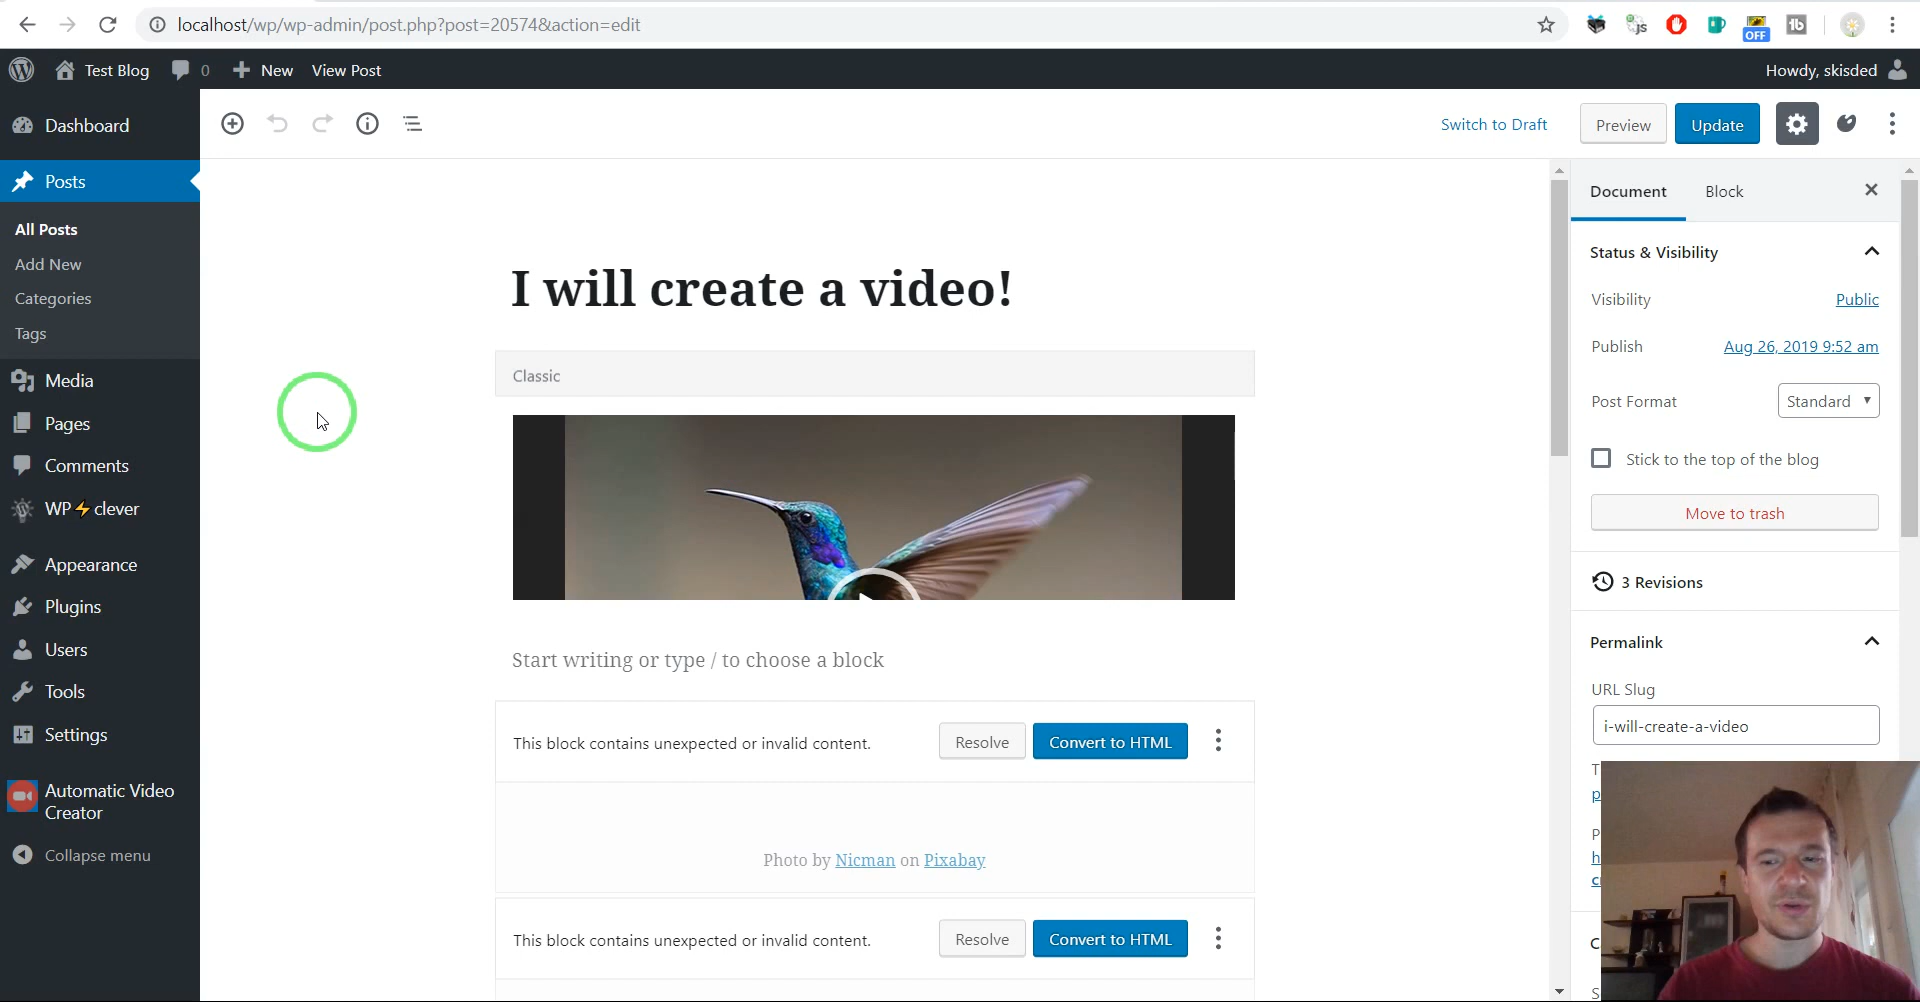 localhost/wp/wp-admin/post.php?post=20574&action=edit
JS
OFF
Test Blog
0
New
View Post
Howdy, skisded
Dashboard
Posts
All Posts
Add New
Categories
Tags
Media
Pages
Comments
WP⚡clever
Appearance
Plugins
Users
Tools
Settings
Automatic Video
Creator
Collapse menu
Switch to Draft
Preview
Update
I will create a video!
Classic
Start writing or type / to choose a block
This block contains unexpected or invalid content.
Resolve
Convert to HTML
Photo by Nicman on Pixabay
This block contains unexpected or invalid content.
Resolve
Convert to HTML
Document
Block
Status & Visibility
Visibility
Public
Publish
Aug 26, 2019 9:52 am
Post Format
Standard
Stick to the top of the blog
Move to trash
3 Revisions
Permalink
URL Slug
i-will-create-a-video